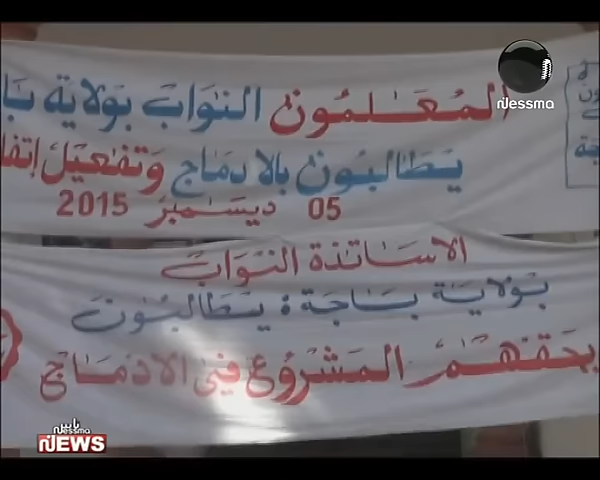 Nessma
المعلمون النواب بولاية
يطالبون بالادماج وتفعيل
05 ديسمبر 2015
الاساتذة النواب
بولاية باجة : يطالبون
بحقهم المشروع في الادماج
Nessma
NEWS